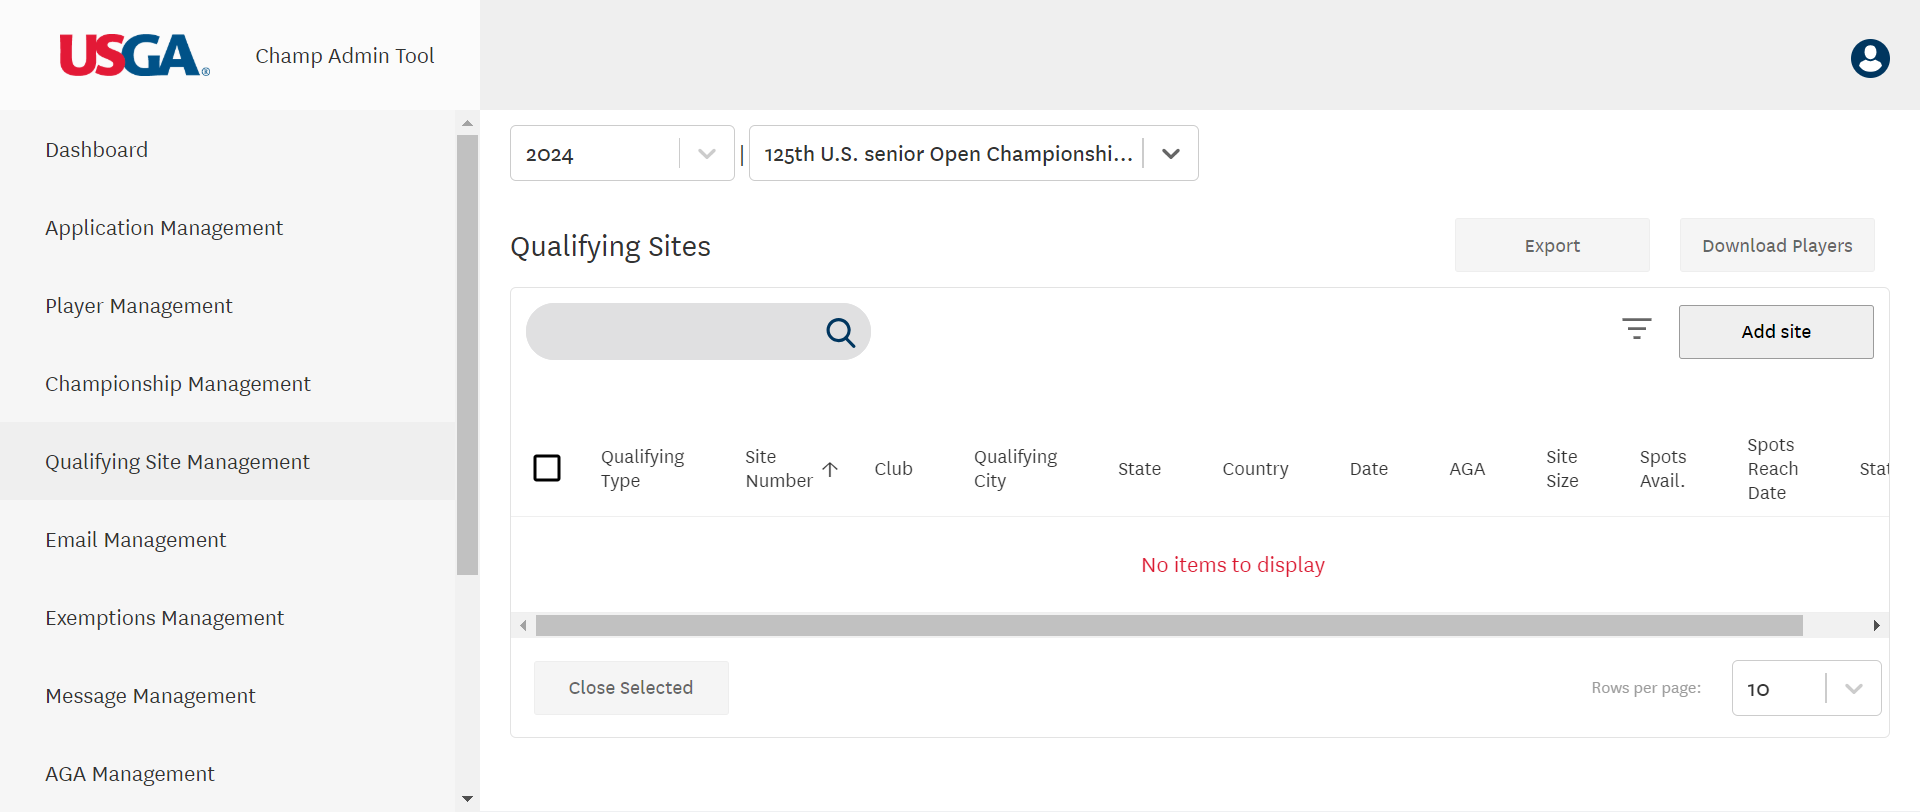 USGA®
Champ Admin Tool
Dashboard
Application Management
Player Management
Championship Management
Qualifying Site Management
Email Management
Exemptions Management
Message Management
AGA Management
2024
|
125th U.S. senior Open Championshi...
Qualifying Sites
Export
Download Players
Add site
Qualifying
Type
Site
Number
Club
Qualifying
City
State
Country
Date
AGA
Site
Size
Spots
Avail.
Spots
Reach
Date
Stat
No items to display
Close Selected
Rows per page:
10